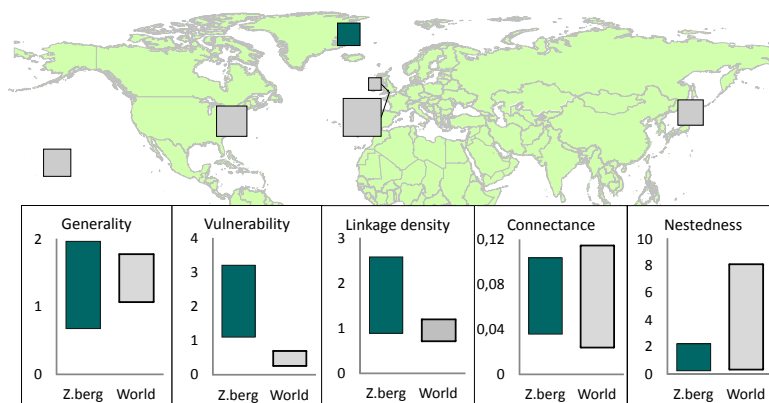 Generality
2
1
0
Z.berg World
Vulnerability
4
3
2
1
0
Z.berg World
Linkage density
3
2
1
0
Z.berg World
Connectance
0,12
0,08
0,04
0
Z.berg World
Nestedness
10
8
6
4
2
0
Z.berg World